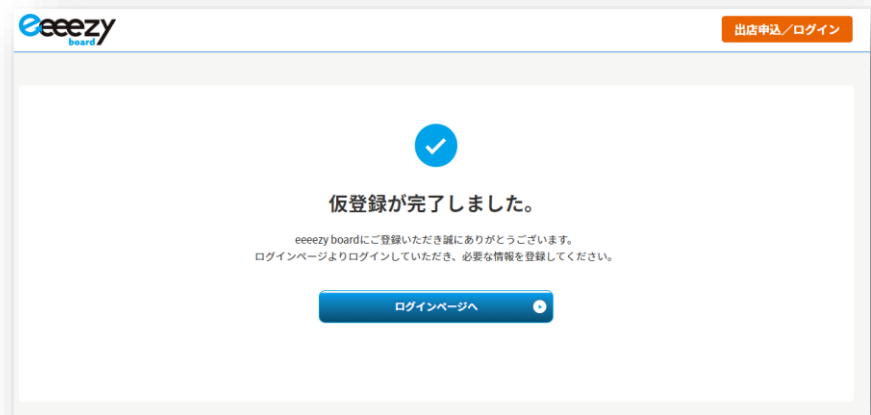 eeeezy
board
出店申込／ログイン
仮登録が完了しました。
eeeezy boardにご登録いただき誠にありがとうございます。
ログインページよりログインしていただき、必要な情報を登録してください。
ログインページへ